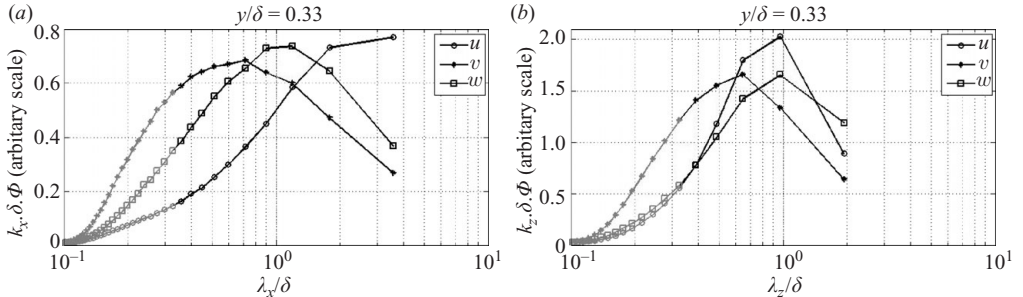 (a)
y/δ = 0.33
0.8
0.6
0.4
0.2
0
k_x.δ.Φ (arbitary scale)
10^−1
10^0
10^1
λ_x/δ
u
v
w
(b)
y/δ = 0.33
2.0
1.5
1.0
0.5
0
k_z.δ.Φ (arbitary scale)
10^−1
10^0
10^1
λ_z/δ
u
v
w